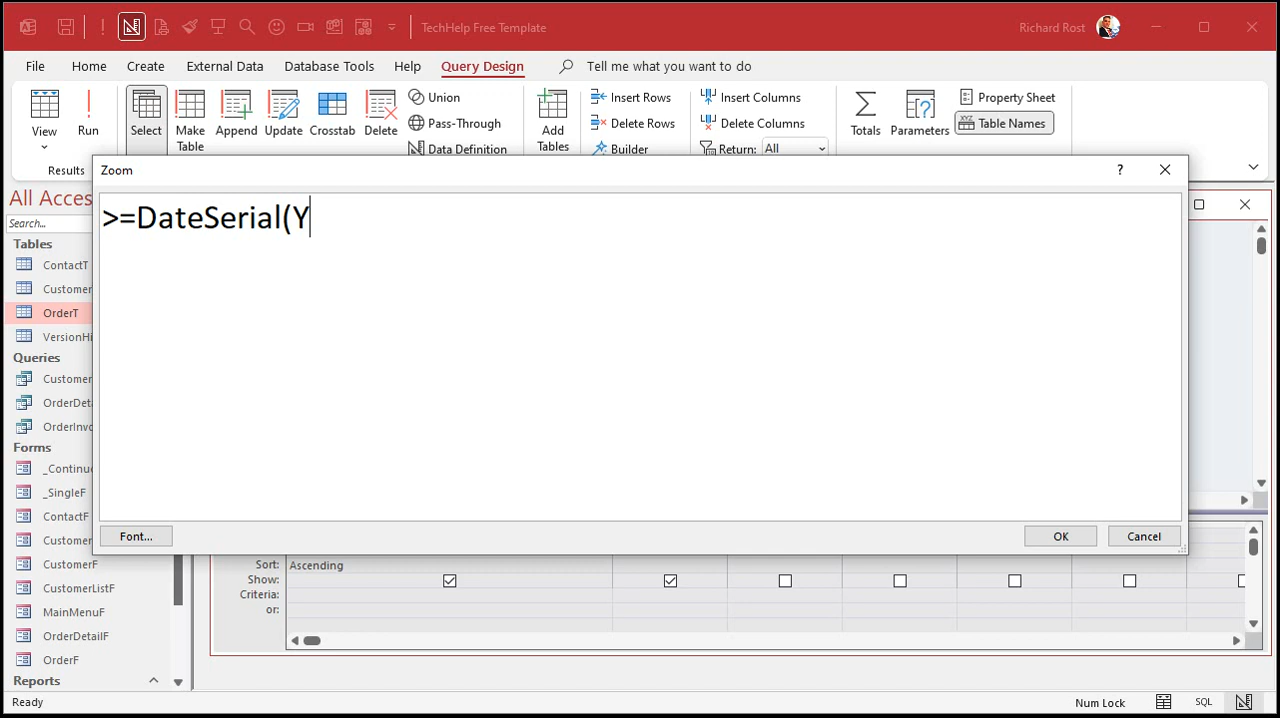 TechHelp Free Template
Richard Rost
File Home Create External Data Database Tools Help Query Design Tell me what you want to do
View Run Select Make Table Append Update Crosstab Delete
Union
Pass-Through
Data Definition
Add Tables
Insert Rows
Delete Rows
Builder
Insert Columns
Delete Columns
Return: All
Totals Parameters
Property Sheet
Table Names
Results
Zoom ?
>=DateSerial(Y
Font... OK Cancel
All Acces
Search...
Tables
ContactT
Customer
OrderT
VersionHi
Queries
Customer
OrderDeta
OrderInvo
Forms
_Continue
_SingleF
ContactF
Customer
CustomerF
CustomerListF
MainMenuF
OrderDetailF
OrderF
Reports
Sort: Ascending
Show:
Criteria:
or:
Ready Num Lock SQL